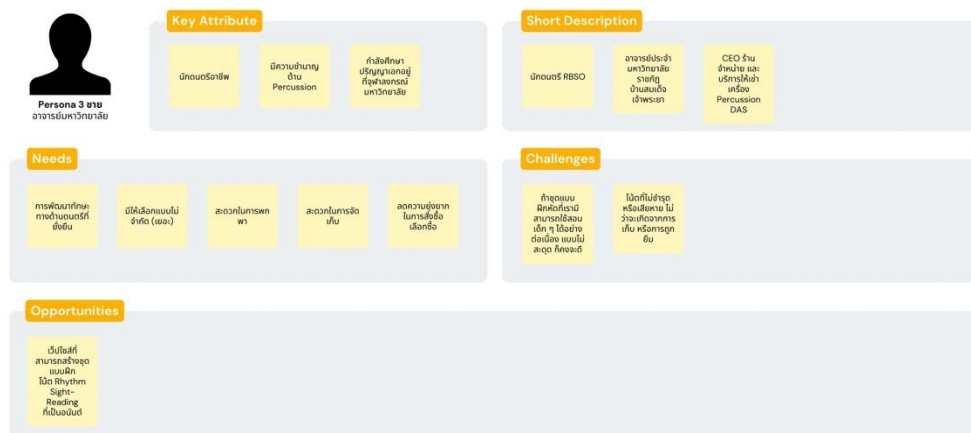 Persona 3 ชาย
อาจารย์มหาวิทยาลัย
Key Attribute
นักดนตรีอาชีพ
มีความชำนาญ
ด้าน
Percussion
กำลังศึกษา
ปริญญาเอกอยู่
ที่จุฬาลงกรณ์
มหาวิทยาลัย
Short Description
นักดนตรี RBSO
อาจารย์ประจำ
มหาวิทยาลัย
ราชภัฏ
บ้านสมเด็จ
เจ้าพระยา
CEO ร้าน
จำหน่าย และ
บริการให้เช่า
เครื่อง
Percussion
DAS
Needs
การพัฒนาทักษะ
ทางด้านดนตรีที่
ยั่งยืน
มีให้เลือกแบบไม่
จำกัด (เยอะ)
สะดวกในการพก
พา
สะดวกในการจัด
เก็บ
ลดความยุ่งยาก
ในการสั่งซื้อ
เลือกซื้อ
Challenges
ถ้าชุดแบบ
ฝึกหัดที่เรามี
สามารถใช้สอน
เด็ก ๆ ได้อย่าง
ต่อเนื่อง แบบไม่
สะดุด ก็คงจะดี
โน้ตที่ไม่ชำรุด
หรือเสียหาย ไม่
ว่าจะเกิดจากการ
เก็บ หรือการถูก
ยืม
Opportunities
เว็ปไซส์ที่
สามารถสร้างชุด
แบบฝึก
โน้ต Rhythm
Sight-
Reading
ที่เป็นอนันต์